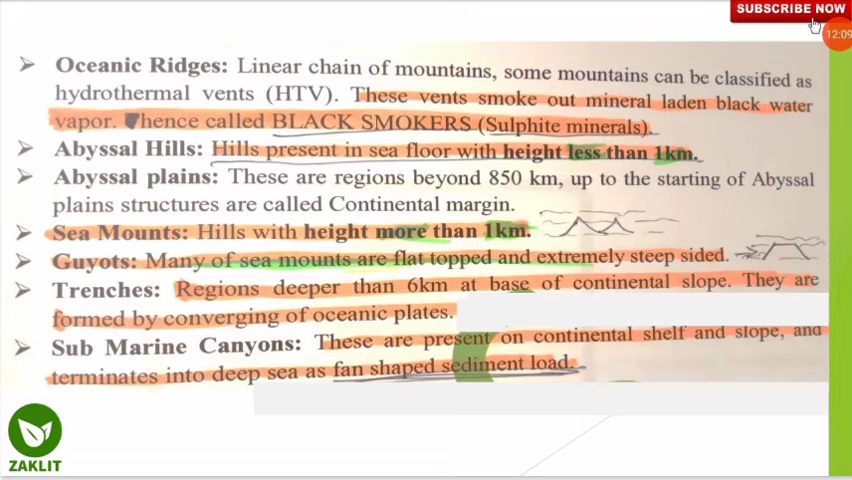 SUBSCRIBE NOW
12:09
➢ Oceanic Ridges: Linear chain of mountains, some mountains can be classified as
hydrothermal vents (HTV). These vents smoke out mineral laden black water
vapor. whence called BLACK SMOKERS (Sulphite minerals).
➢ Abyssal Hills: Hills present in sea floor with height less than 1km.
➢ Abyssal plains: These are regions beyond 850 km, up to the starting of Abyssal
plains structures are called Continental margin.
➢ Sea Mounts: Hills with height more than 1km.
➢ Guyots: Many of sea mounts are flat topped and extremely steep sided.
➢ Trenches: Regions deeper than 6km at base of continental slope. They are
formed by converging of oceanic plates.
➢ Sub Marine Canyons: These are present on continental shelf and slope, and
terminates into deep sea as fan shaped sediment load.
ZAKLIT